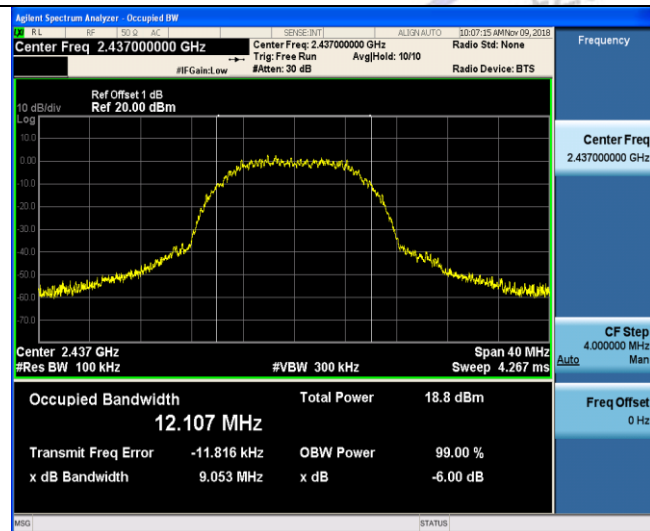 Agilent Spectrum Analyzer - Occupied BW
RL RF 50 Ω AC SENSE:INT ALIGN AUTO 10:07:15 AM Nov 09, 2018
Center Freq 2.437000000 GHz
Center Freq: 2.437000000 GHz
Radio Std: None
Trig: Free Run Avg|Hold: 10/10
#IFGain:Low #Atten: 30 dB Radio Device: BTS
Frequency
Ref Offset 1 dB
10 dB/div Ref 20.00 dBm
Log
10.0
0.00
-10.0
-20.0
-30.0
-40.0
-50.0
-60.0
-70.0
Center Freq
2.437000000 GHz
Center 2.437 GHz Span 40 MHz
#Res BW 100 kHz #VBW 300 kHz Sweep 4.267 ms
CF Step
4.000000 MHz
Auto Man
Occupied Bandwidth Total Power 18.8 dBm
12.107 MHz
Transmit Freq Error -11.816 kHz OBW Power 99.00 %
x dB Bandwidth 9.053 MHz x dB -6.00 dB
Freq Offset
0 Hz
MSG STATUS